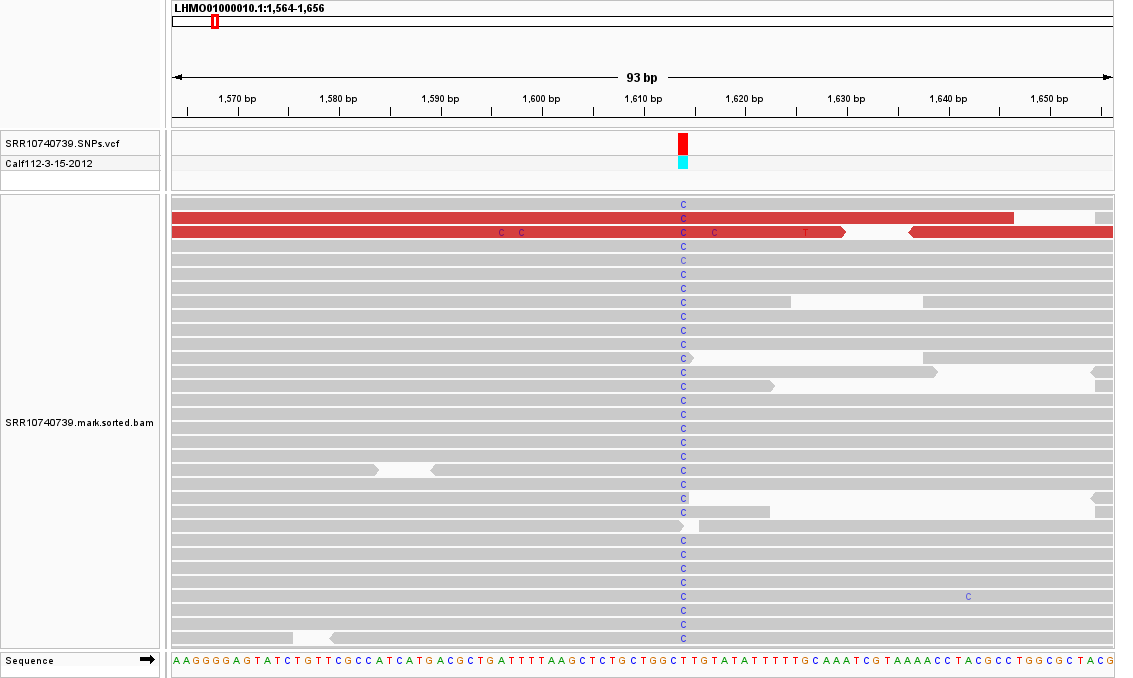 LHMO01000010.1:1,564-1,656
93 bp
1,570 bp 1,580 bp 1,590 bp 1,600 bp 1,610 bp 1,620 bp 1,630 bp 1,640 bp 1,650 bp
SRR10740739.SNPs.vcf
Calf112-3-15-2012
C
C
C C C C T
C
C
C
C
C
C
C
C
C
C
C
C
C
SRR10740739.mark.sorted.bam
C
C
C
C
C
C
C
C
C
C
C
C C
C
C
C
Sequence A A G G G G A G T A T C T G T T C G C C A T C A T G A C G C T G A T T T T A A G C T C T G C T G G C T T G T A T A T T T T T G C A A A T C G T A A A A C C T A C G C C T G G C G C T A C G